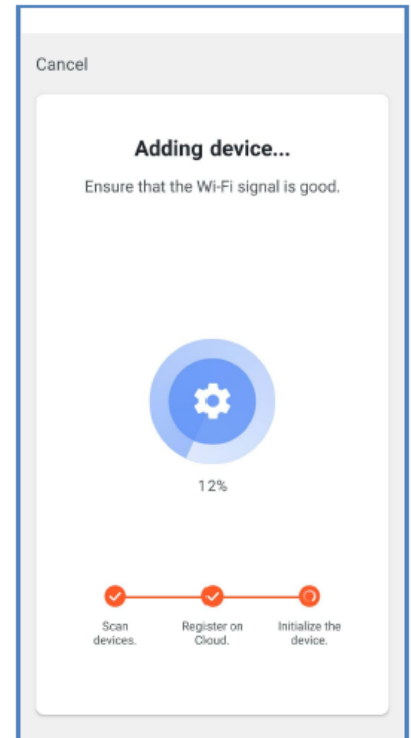 Cancel
Adding device...
Ensure that the Wi-Fi signal is good.
12%
Scan
devices.
Register on
Cloud.
Initialize the
device.